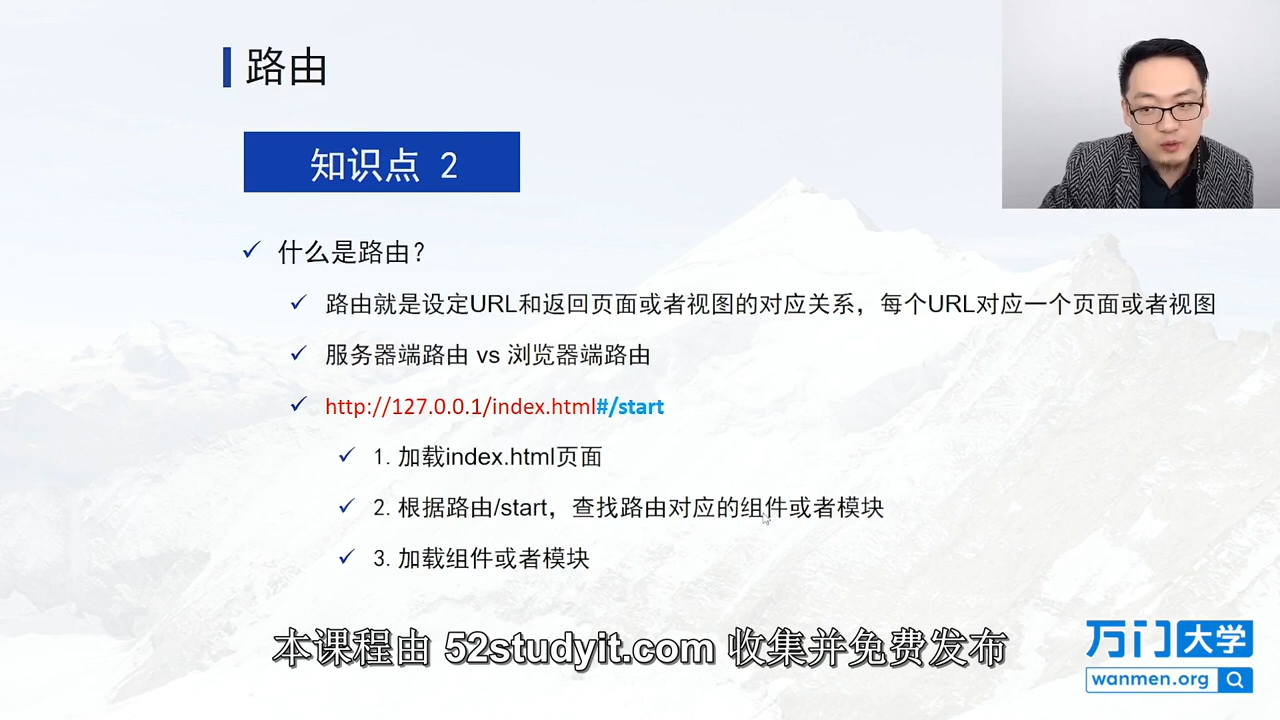 路由
知识点 2
什么是路由？
路由就是设定URL和返回页面或者视图的对应关系，每个URL对应一个页面或者视图
服务器端路由 vs 浏览器端路由
http://127.0.0.1/index.html#/start
1. 加载index.html页面
2. 根据路由/start，查找路由对应的组件或者模块
3. 加载组件或者模块
本课程由 52studyit.com 收集并免费发布
万门大学
wanmen.org